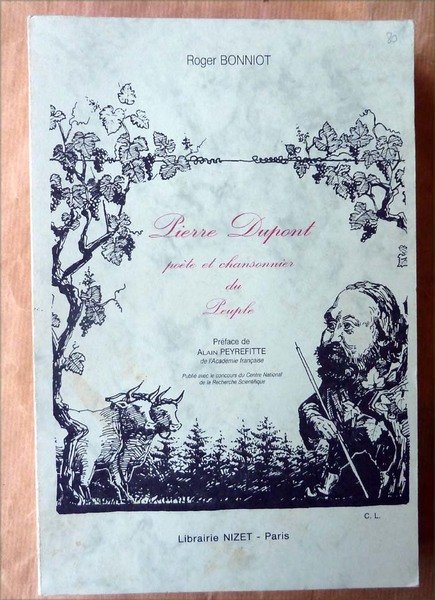 80
Roger BONNIOT
Pierre Dupont
poète et chansonnier
du
Peuple
Préface de
ALAIN PEYREFITTE
de l'Académie française
Publié avec le concours du Centre National
de la Recherche Scientifique
C. L.
Librairie NIZET - Paris